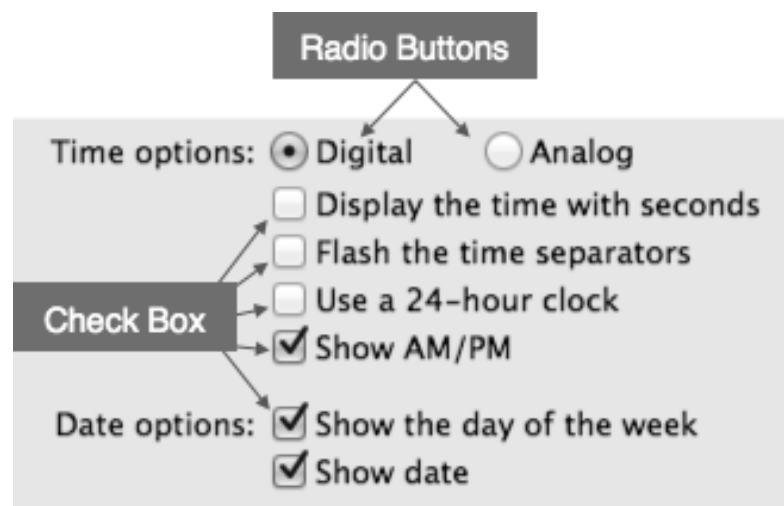 Radio Buttons
Time options: Digital Analog
Display the time with seconds
Flash the time separators
Use a 24-hour clock
Check Box
Show AM/PM
Date options: Show the day of the week
Show date